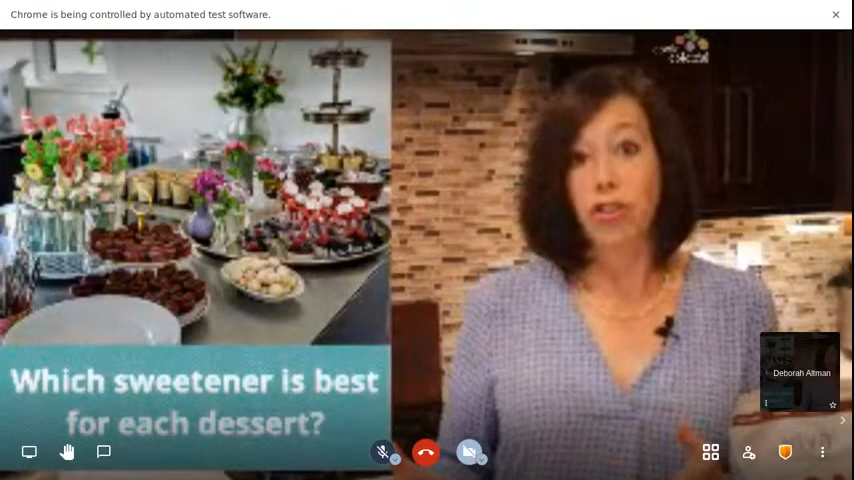 Chrome is being controlled by automated test software.
Which sweetener is best
for each dessert?
Deborah Altman